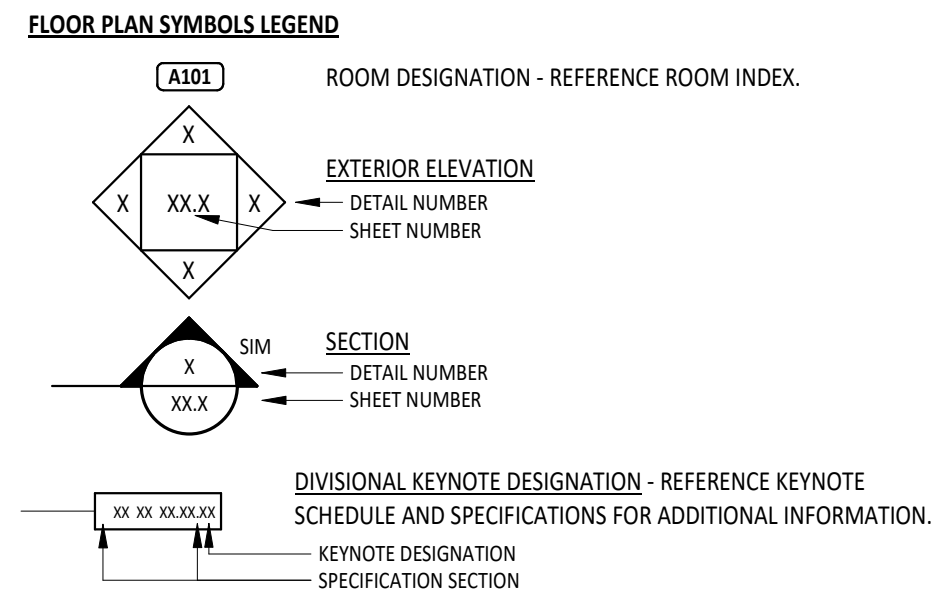 FLOOR PLAN SYMBOLS LEGEND
A101
ROOM DESIGNATION - REFERENCE ROOM INDEX.
X
EXTERIOR ELEVATION
X XX.X X
DETAIL NUMBER
SHEET NUMBER
X
SIM
SECTION
X
DETAIL NUMBER
XX.X
SHEET NUMBER
DIVISIONAL KEYNOTE DESIGNATION - REFERENCE KEYNOTE
XX XX XX.XX.XX
SCHEDULE AND SPECIFICATIONS FOR ADDITIONAL INFORMATION.
KEYNOTE DESIGNATION
SPECIFICATION SECTION